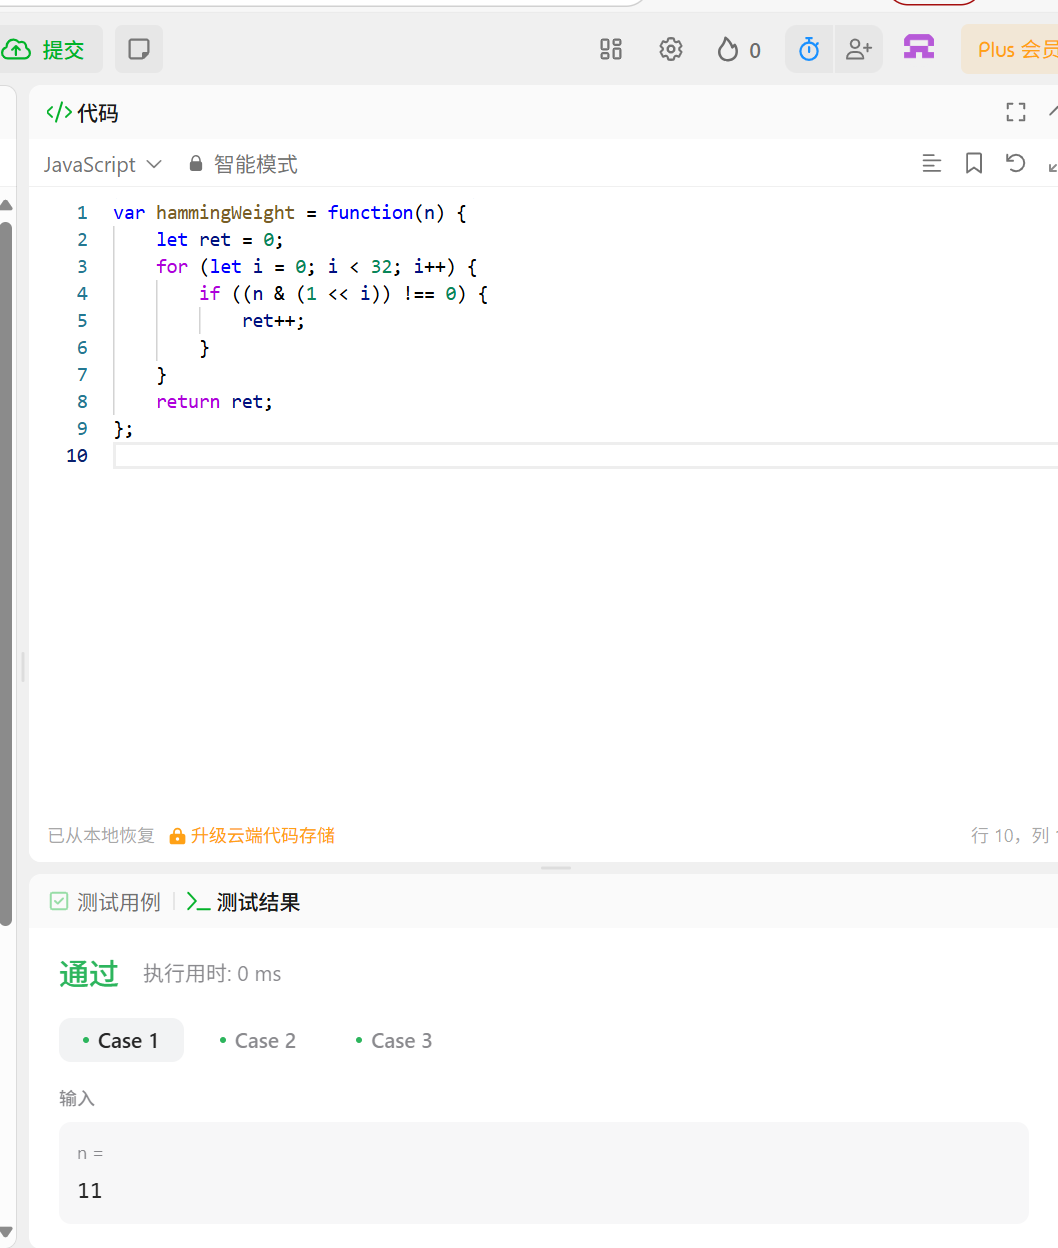 提交
0
Plus 会员
代码
JavaScript
智能模式
1 var hammingWeight = function(n) {
2     let ret = 0;
3     for (let i = 0; i < 32; i++) {
4         if ((n & (1 << i)) !== 0) {
5             ret++;
6         }
7     }
8     return ret;
9 };
10
已从本地恢复 升级云端代码存储 行 10，列
测试用例 测试结果
通过 执行用时: 0 ms
Case 1 Case 2 Case 3
输入
n =
11